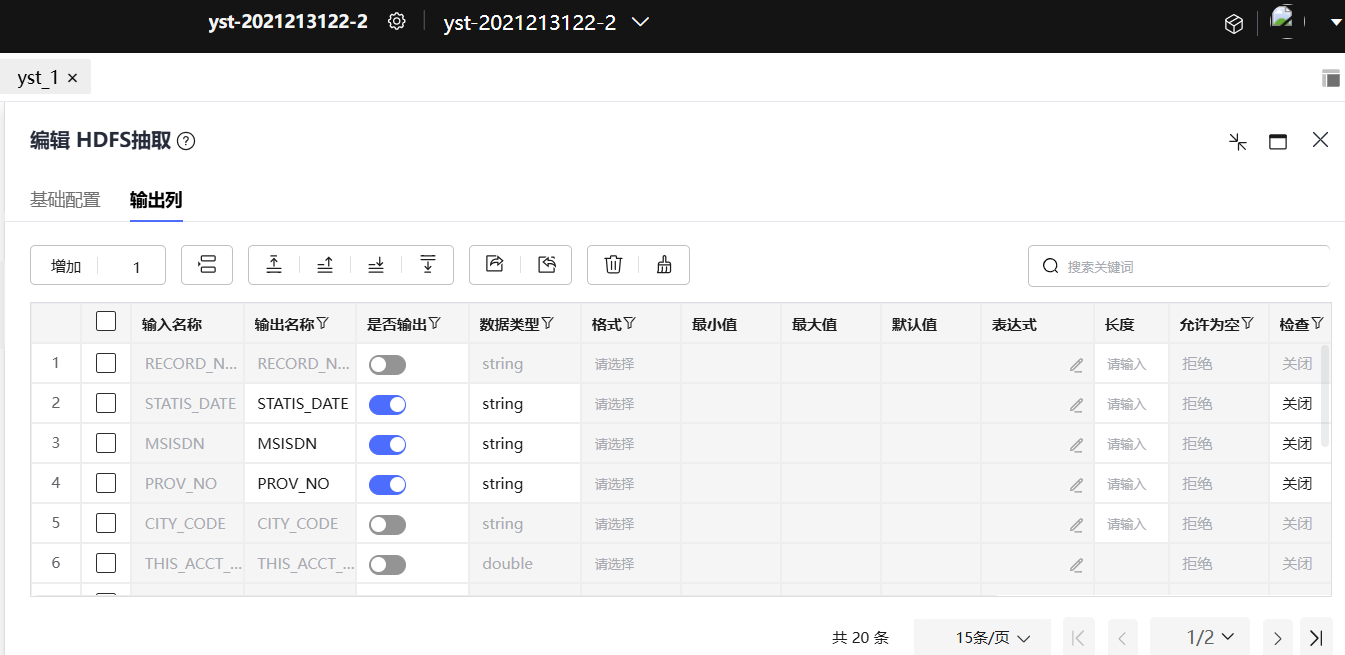 yst-2021213122-2 yst-2021213122-2
yst_1 ×
编辑 HDFS抽取 ?
基础配置 输出列
增加 1 搜索关键词
输入名称 输出名称 是否输出 数据类型 格式 最小值 最大值 默认值 表达式 长度 允许为空 检查
1 RECORD_N... RECORD_N... string 请选择 请输入 拒绝 关闭
2 STATIS_DATE STATIS_DATE string 请选择 请输入 拒绝 关闭
3 MSISDN MSISDN string 请选择 请输入 拒绝 关闭
4 PROV_NO PROV_NO string 请选择 请输入 拒绝 关闭
5 CITY_CODE CITY_CODE string 请选择 请输入 拒绝 关闭
6 THIS_ACCT_... THIS_ACCT_... double 请选择 拒绝 关闭
共 20 条 15条/页 1/2